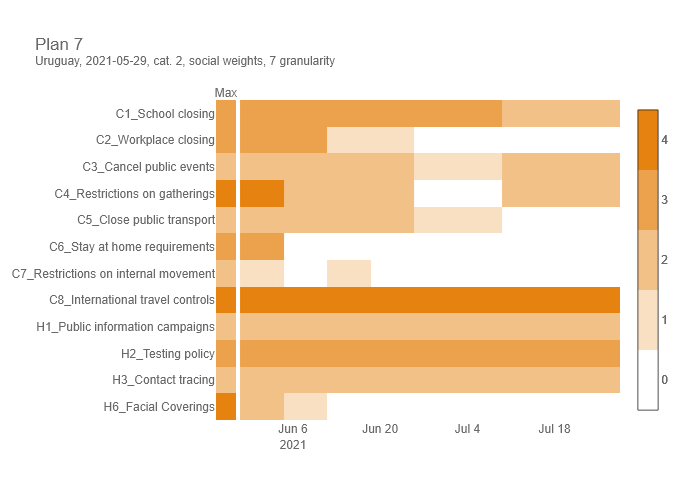 Plan 7
Uruguay, 2021-05-29, cat. 2, social weights, 7 granularity
Max
C1_School closing
C2_Workplace closing
C3_Cancel public events
C4_Restrictions on gatherings
C5_Close public transport
C6_Stay at home requirements
C7_Restrictions on internal movement
C8_International travel controls
H1_Public information campaigns
H2_Testing policy
H3_Contact tracing
H6_Facial Coverings
Jun 6
2021
Jun 20
Jul 4
Jul 18
4
3
2
1
0